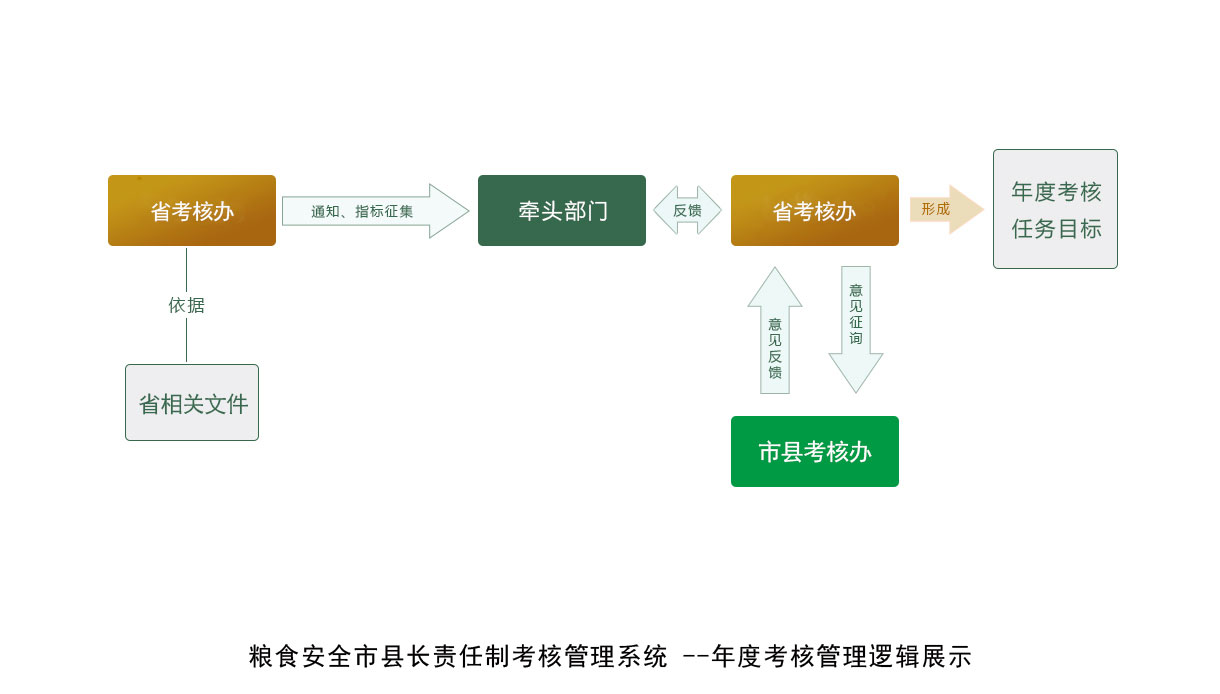 省考核办
通知、指标征集
牵头部门
反馈
省考核办
形成
年度考核
任务目标
依据
省相关文件
意见反馈
意见征询
市县考核办
粮食安全市县长责任制考核管理系统 --年度考核管理逻辑展示